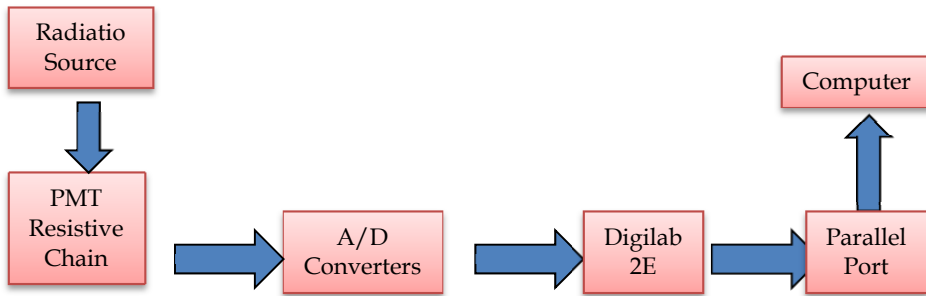 Radiatio
Source
Computer
PMT
Resistive
Chain
A/D
Converters
Digilab
2E
Parallel
Port